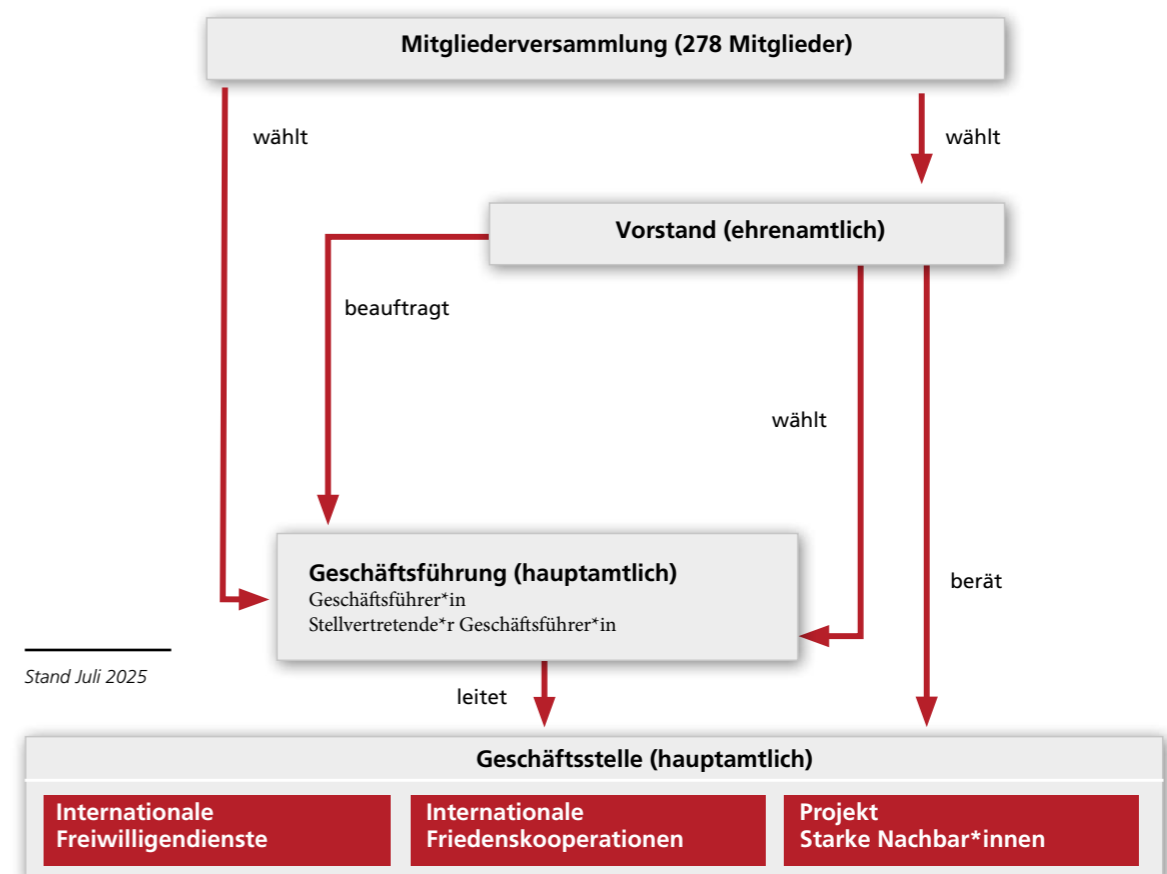 Mitgliederversammlung (278 Mitglieder)
wählt
wählt
Vorstand (ehrenamtlich)
beauftragt
wählt
Geschäftsführung (hauptamtlich)
Geschäftsführer*in
Stellvertretende*r Geschäftsführer*in
berät
Stand Juli 2025
leitet
Geschäftsstelle (hauptamtlich)
Internationale
Freiwilligendienste
Internationale
Friedenskooperationen
Projekt
Starke Nachbar*innen